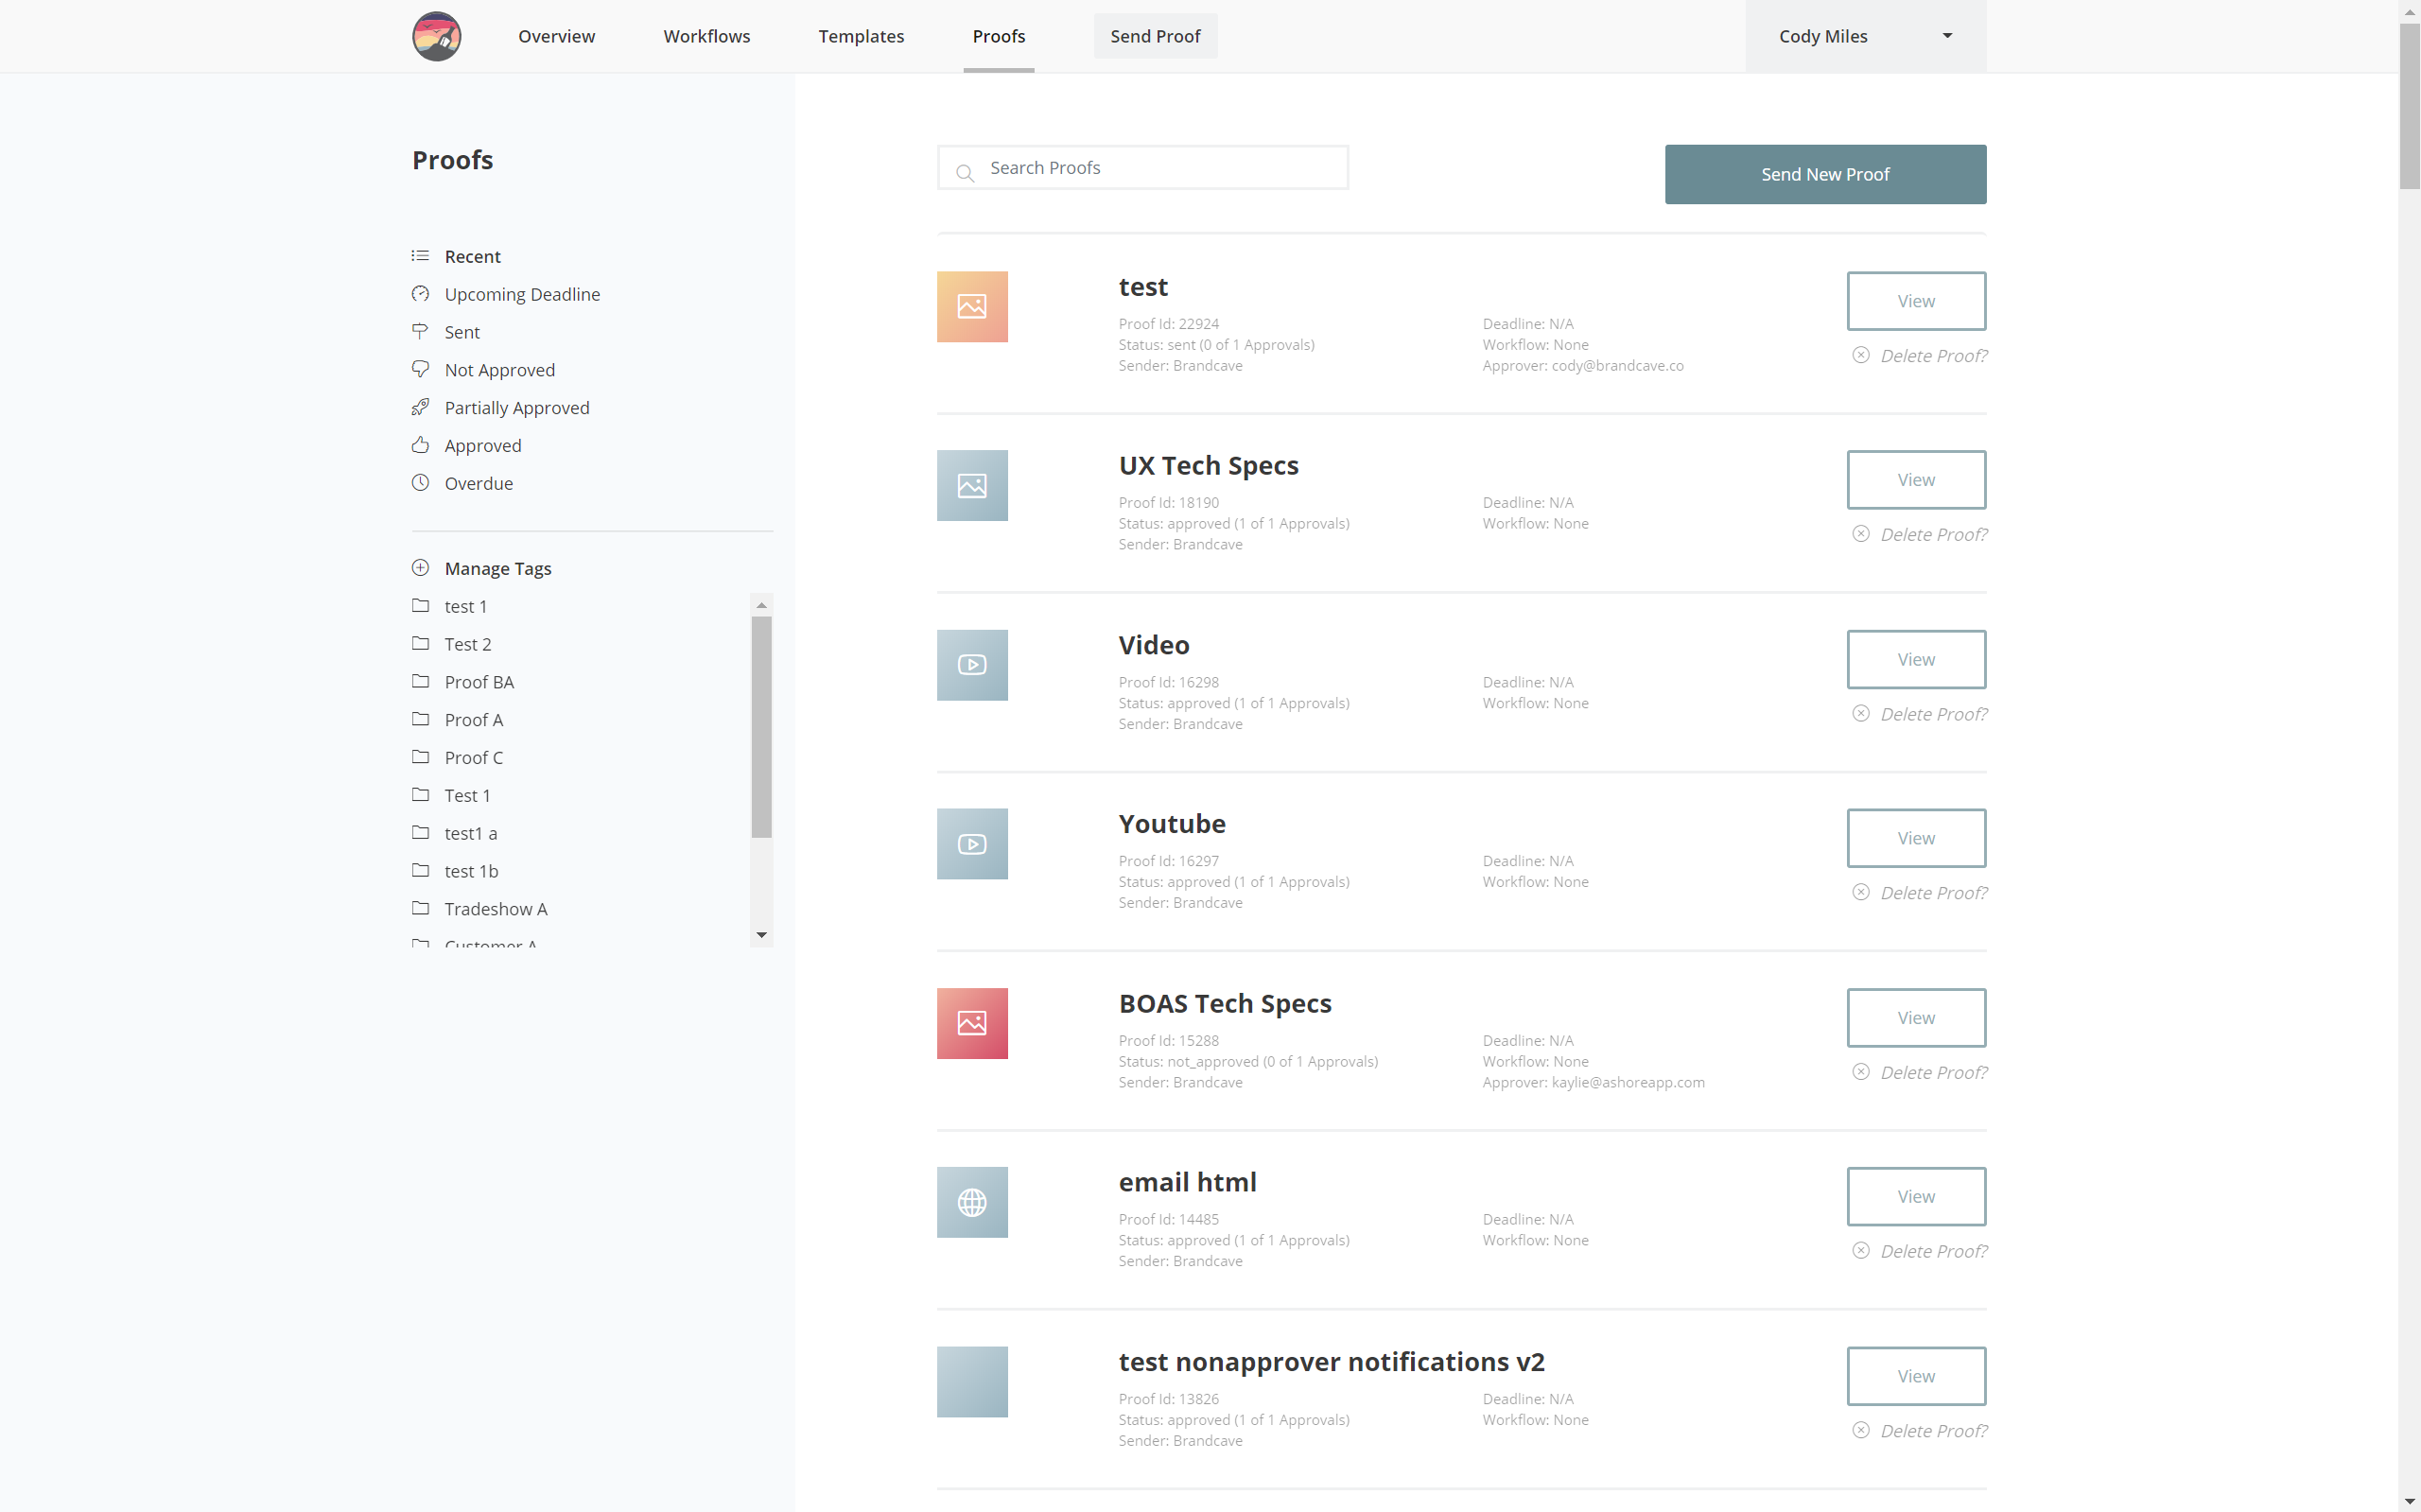 Overview
Workflows
Templates
Proofs
Send Proof
Cody Miles
Proofs
Recent
Upcoming Deadline
Sent
Not Approved
Partially Approved
Approved
Overdue
Manage Tags
test 1
Test 2
Proof BA
Proof A
Proof C
Test 1
test1 a
test 1b
Tradeshow A
Customer A
Search Proofs
Send New Proof
test
Proof Id: 22924
Status: sent (0 of 1 Approvals)
Sender: Brandcave
Deadline: N/A
Workflow: None
Approver: cody@brandcave.co
View
Delete Proof?
UX Tech Specs
Proof Id: 18190
Status: approved (1 of 1 Approvals)
Sender: Brandcave
Deadline: N/A
Workflow: None
View
Delete Proof?
Video
Proof Id: 16298
Status: approved (1 of 1 Approvals)
Sender: Brandcave
Deadline: N/A
Workflow: None
View
Delete Proof?
Youtube
Proof Id: 16297
Status: approved (1 of 1 Approvals)
Sender: Brandcave
Deadline: N/A
Workflow: None
View
Delete Proof?
BOAS Tech Specs
Proof Id: 15288
Status: not_approved (0 of 1 Approvals)
Sender: Brandcave
Deadline: N/A
Workflow: None
Approver: kaylie@ashoreapp.com
View
Delete Proof?
email html
Proof Id: 14485
Status: approved (1 of 1 Approvals)
Sender: Brandcave
Deadline: N/A
Workflow: None
View
Delete Proof?
test nonapprover notifications v2
Proof Id: 13826
Status: approved (1 of 1 Approvals)
Sender: Brandcave
Deadline: N/A
Workflow: None
View
Delete Proof?